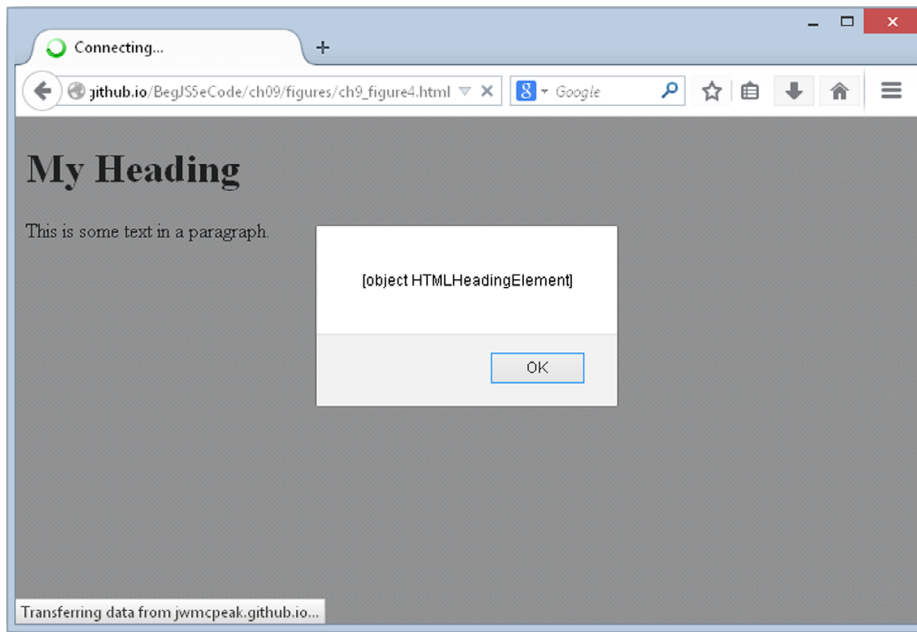 Connecting...
github.io/BegJS5eCode/ch09/figures/ch9_figure4.html
8 Google
My Heading
This is some text in a paragraph.
[object HTMLHeadingElement]
OK
Transferring data from jwmcpeak.github.io...